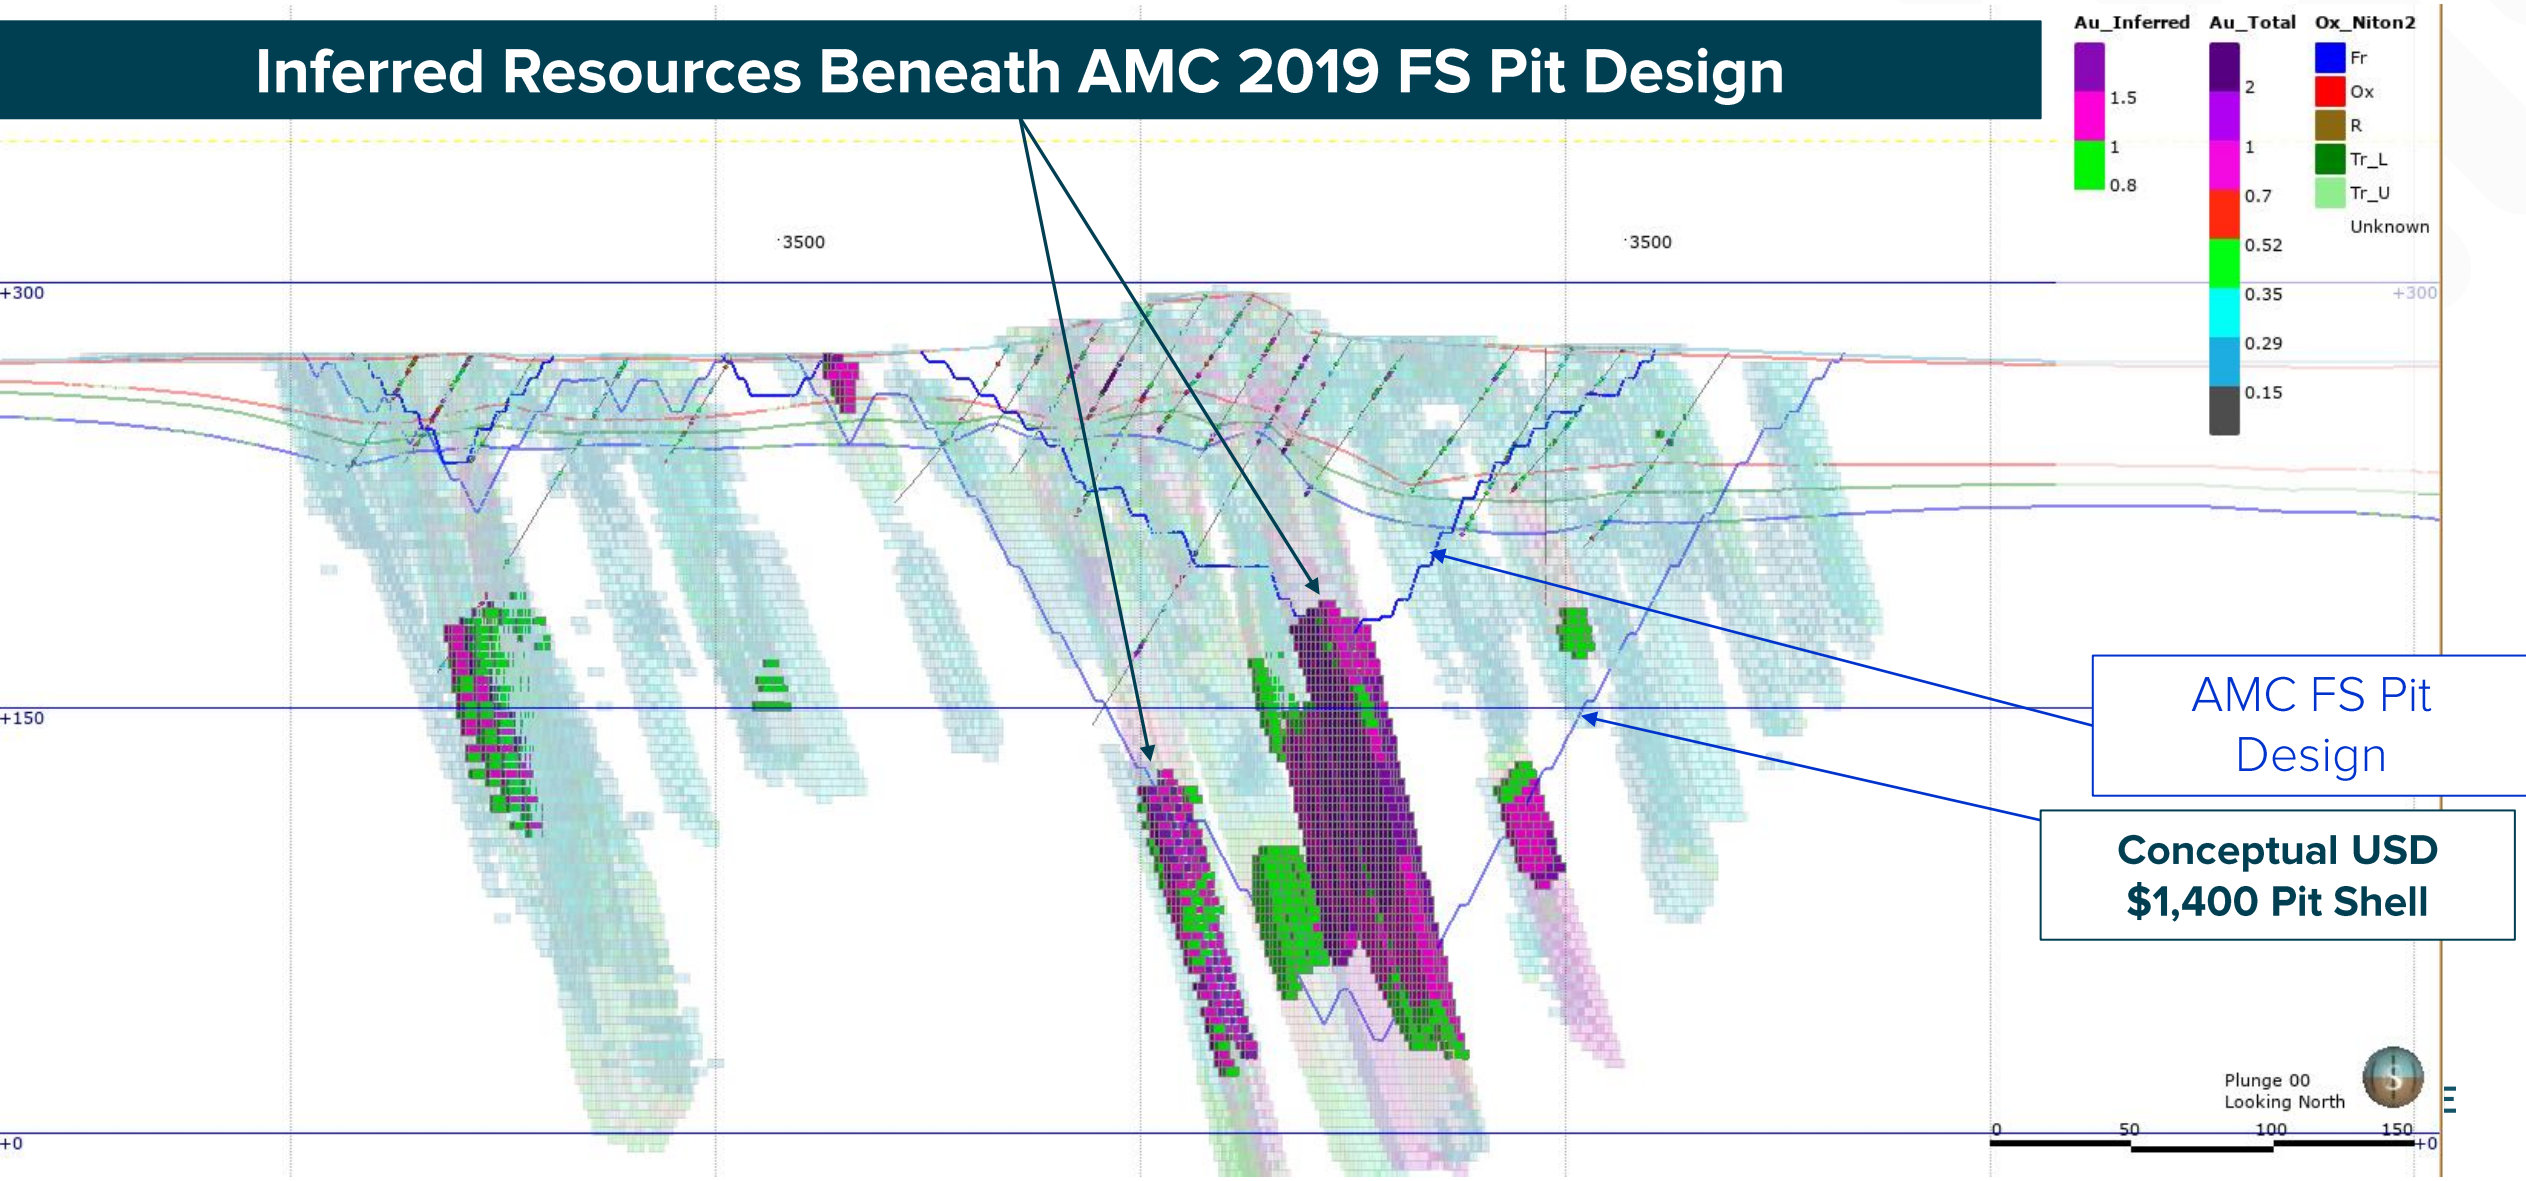 Inferred Resources Beneath AMC 2019 FS Pit Design
Au_Inferred
1.5
1
0.8
Au_Total
2
1
0.7
0.52
0.35
0.29
0.15
Ox_Niton2
Fr
Ox
R
Tr_L
Tr_U
Unknown
3500
3500
+300
+300
+150
AMC FS Pit
Design
Conceptual USD
$1,400 Pit Shell
Plunge 00
Looking North
S
0
50
100
150
+0
+0